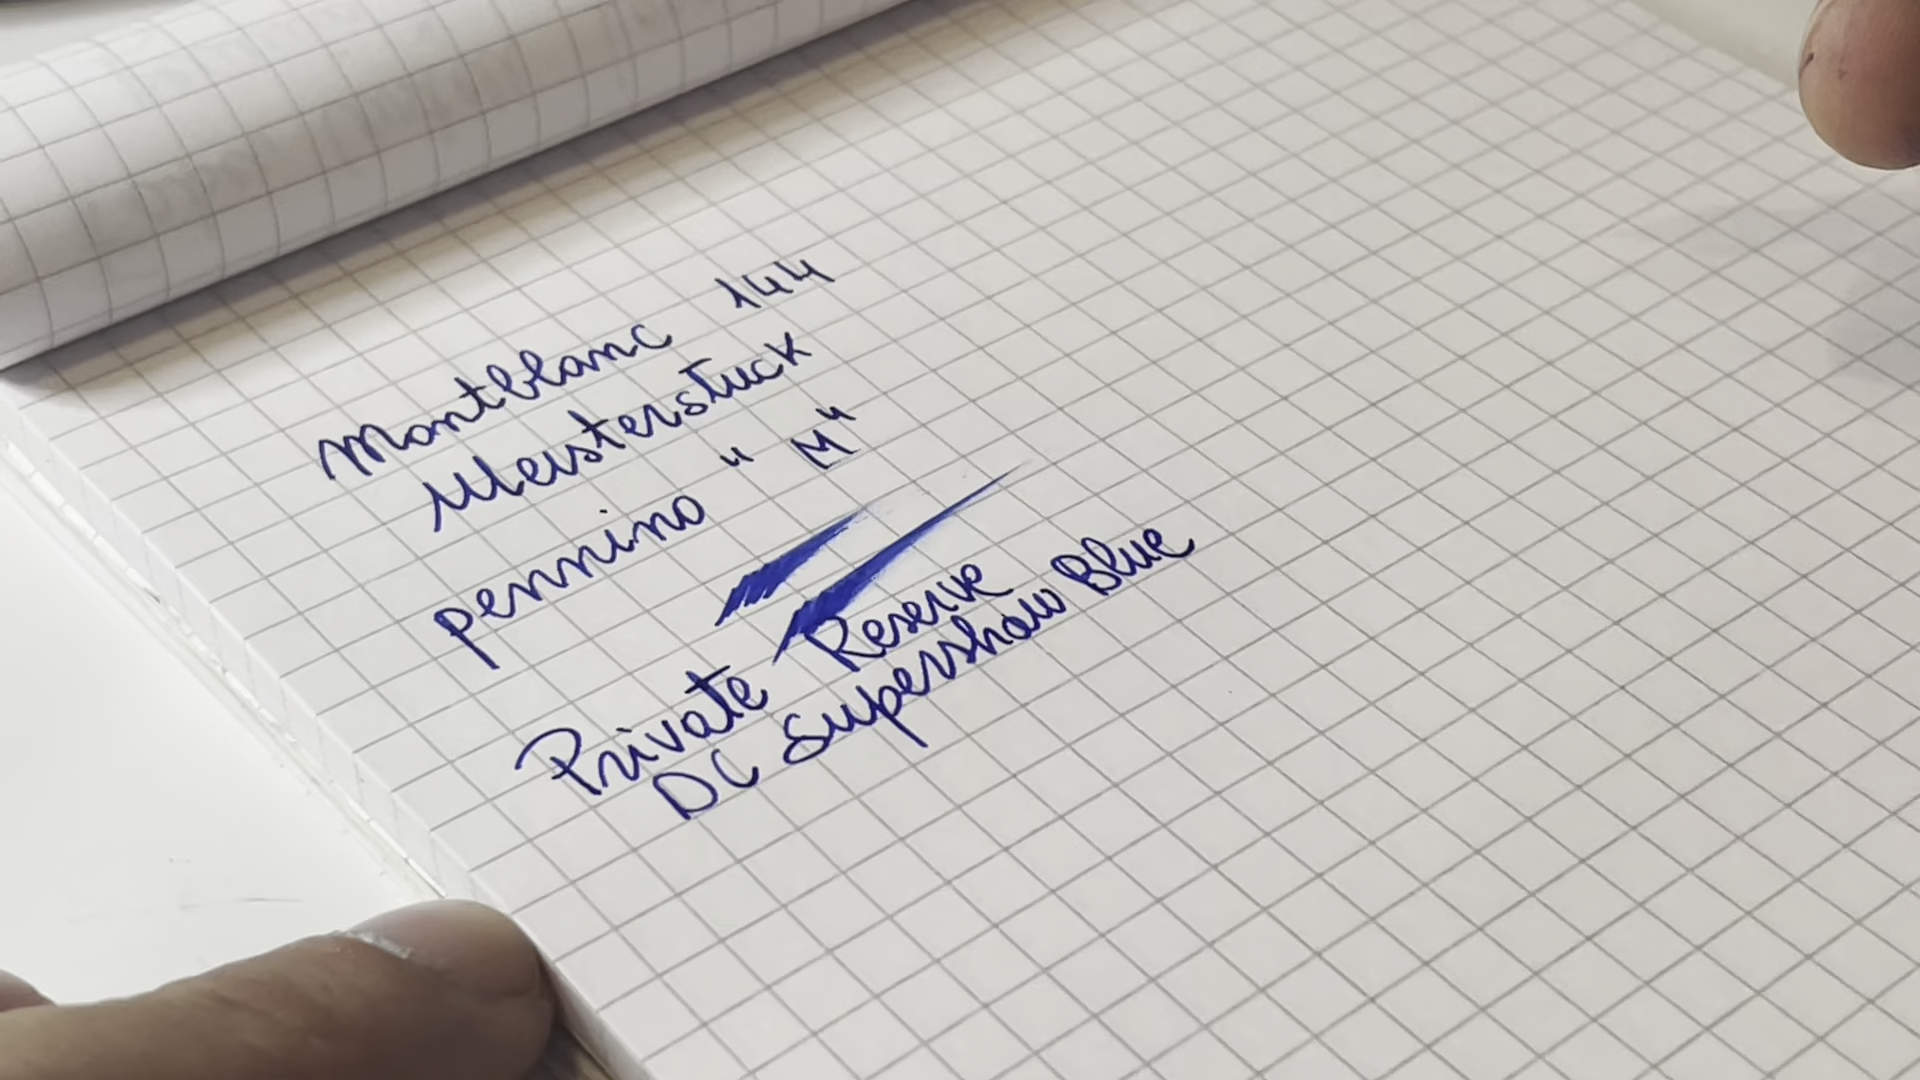 Montblanc 144
Meisterstuck
pennino " M"
Private Reserve
DC Supershow Blue